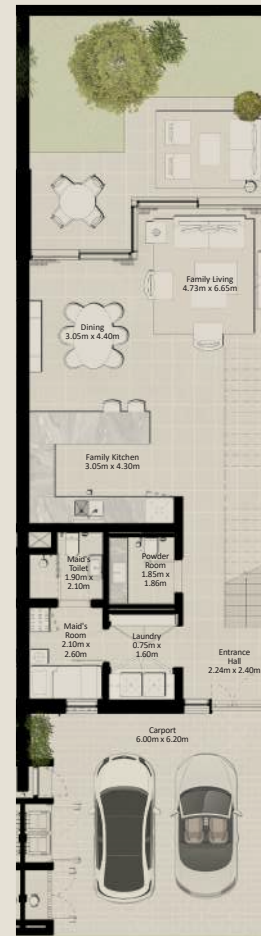 Family Living
4.73m x 6.65m
Dining
3.05m x 4.40m
Family Kitchen
3.05m x 4.30m
Maid's
Toilet
1.90m x
2.10m
Powder
Room
1.85m x
1.86m
Maid's
Room
2.10m x
2.60m
Laundry
0.75m x
1.60m
Entrance
Hall
2.24m x 2.40m
Carport
6.00m x 6.20m